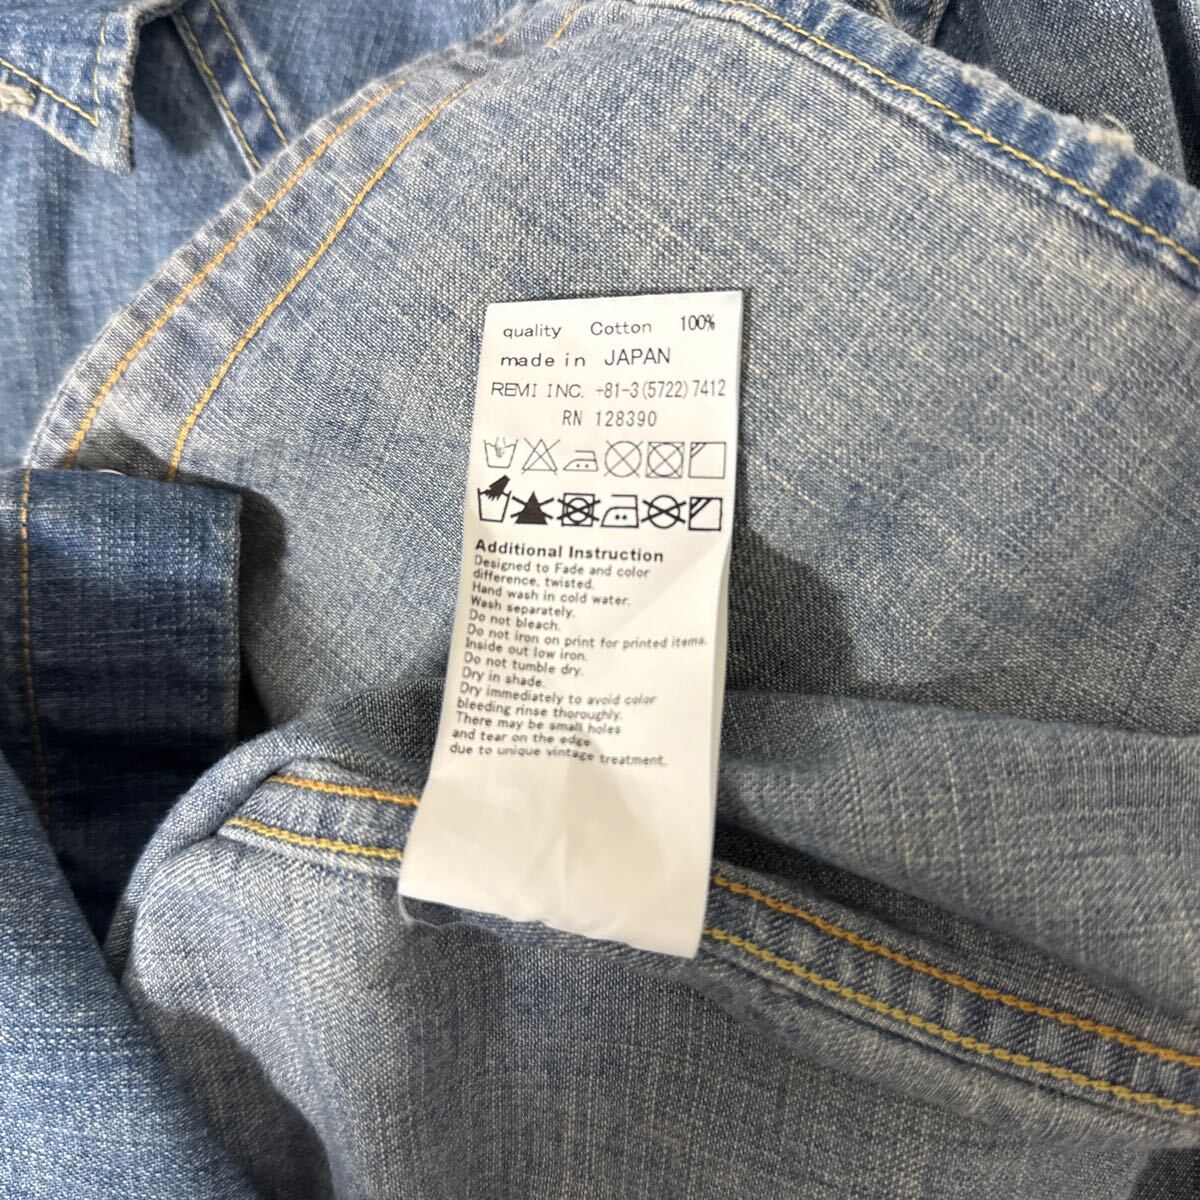 quality Cotton 100%
made in JAPAN
REMI INC. +81-3(5722)7412
RN 128390
Additional Instruction
Designed to Fade and color
difference, twisted.
Hand wash in cold water.
Wash separately.
Do not bleach.
Do not iron on print for printed items.
Inside out low iron.
Do not tumble dry.
Dry in shade.
Dry immediately to avoid color
bleeding rinse thoroughly.
There may be small holes
and tear on the edge
due to unique vintage treatment.